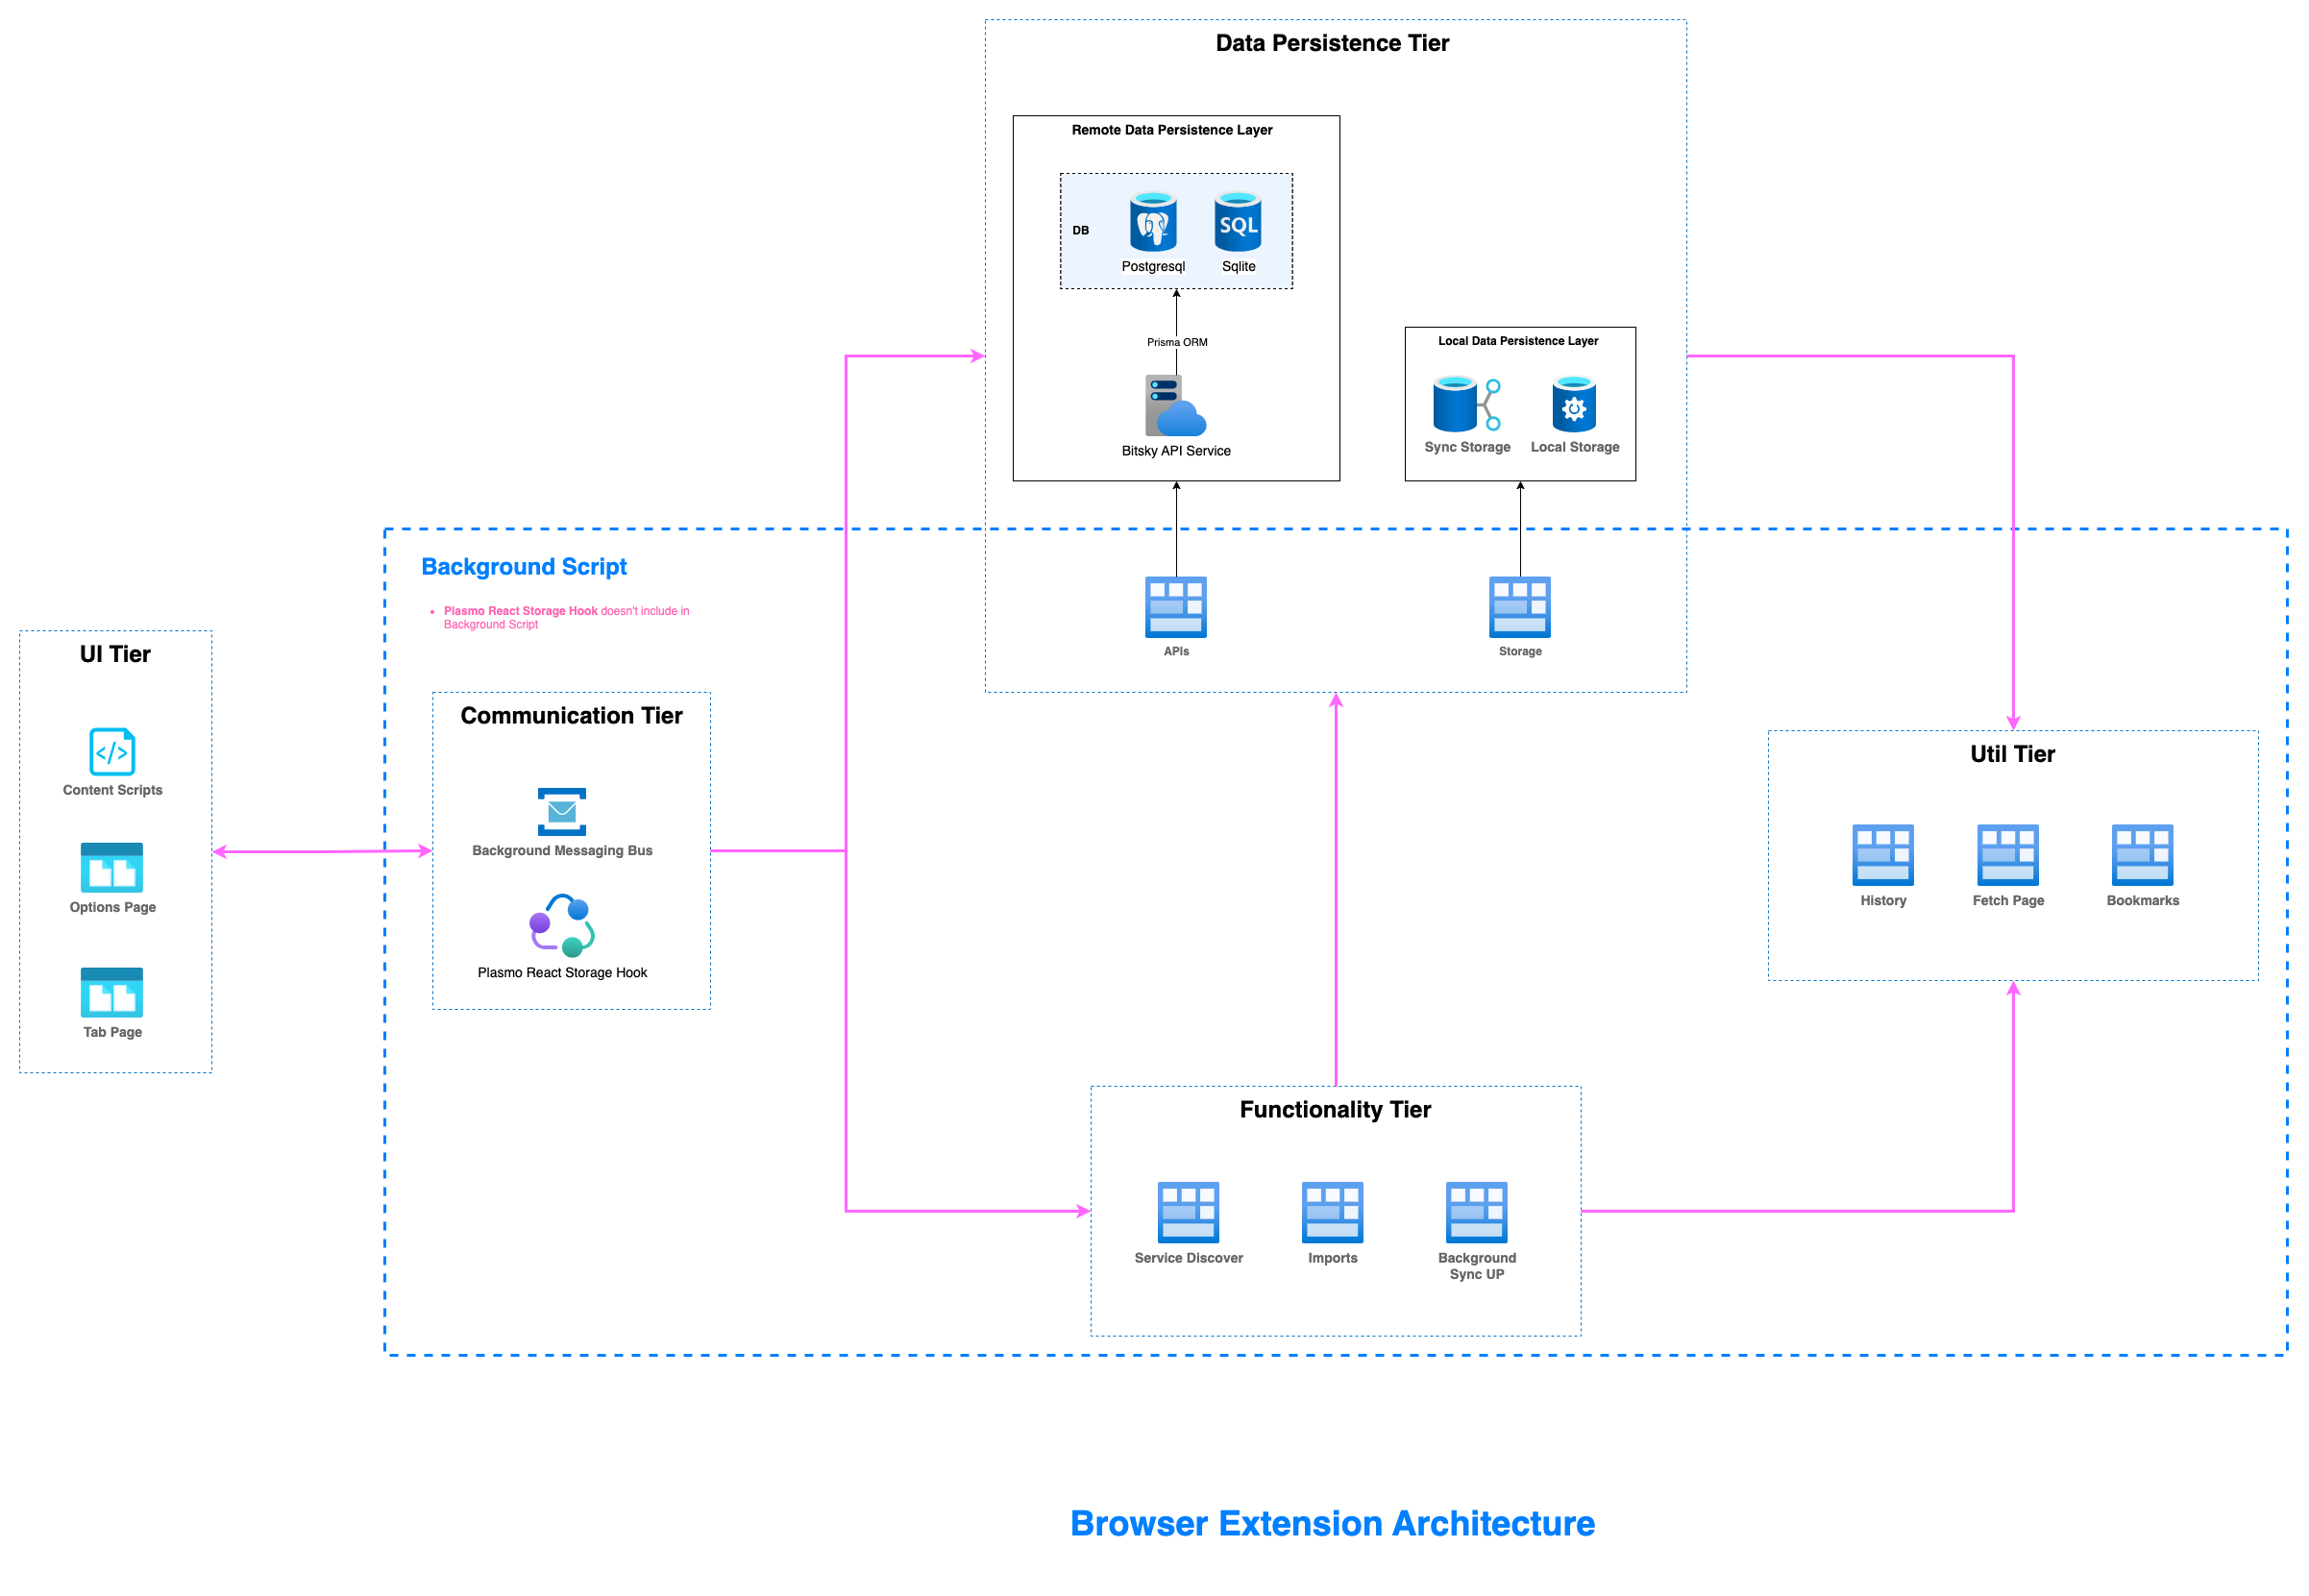 Data Persistence Tier
Remote Data Persistence Layer
DB
Postgresql
Sqlite
Prisma ORM
Bitsky API Service
Local Data Persistence Layer
Sync Storage
Local Storage
APIs
Storage
Background Script
• Plasmo React Storage Hook doesn't include in
Background Script
UI Tier
Content Scripts
Options Page
Tab Page
Communication Tier
Background Messaging Bus
Plasmo React Storage Hook
Util Tier
History
Fetch Page
Bookmarks
Functionality Tier
Service Discover
Imports
Background
Sync UP
Browser Extension Architecture
SQL